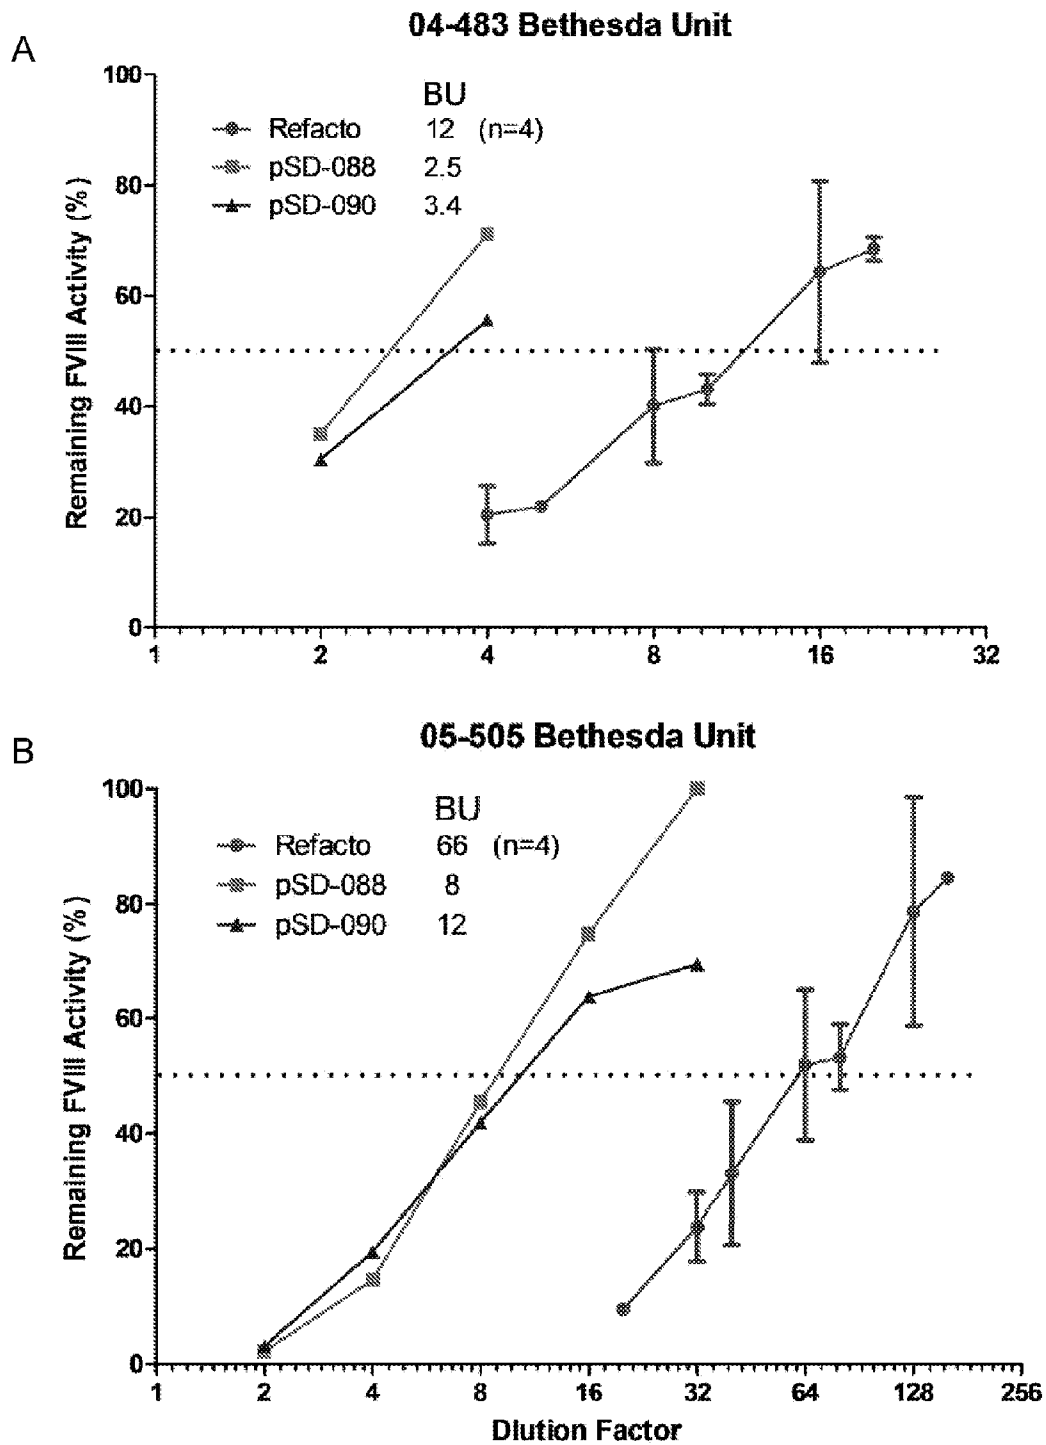 04-483 Bethesda Unit
A
BU
Refacto 12 (n=4)
pSD-088 2.5
pSD-090 3.4
Remaining FVIII Activity (%)
100
80
60
40
20
0
1 2 4 8 16 32
05-505 Bethesda Unit
B
BU
Refacto 66 (n=4)
pSD-088 8
pSD-090 12
Remaining FVIII Activity (%)
100
80
60
40
20
0
1 2 4 8 16 32 64 128 256
Dlution Factor